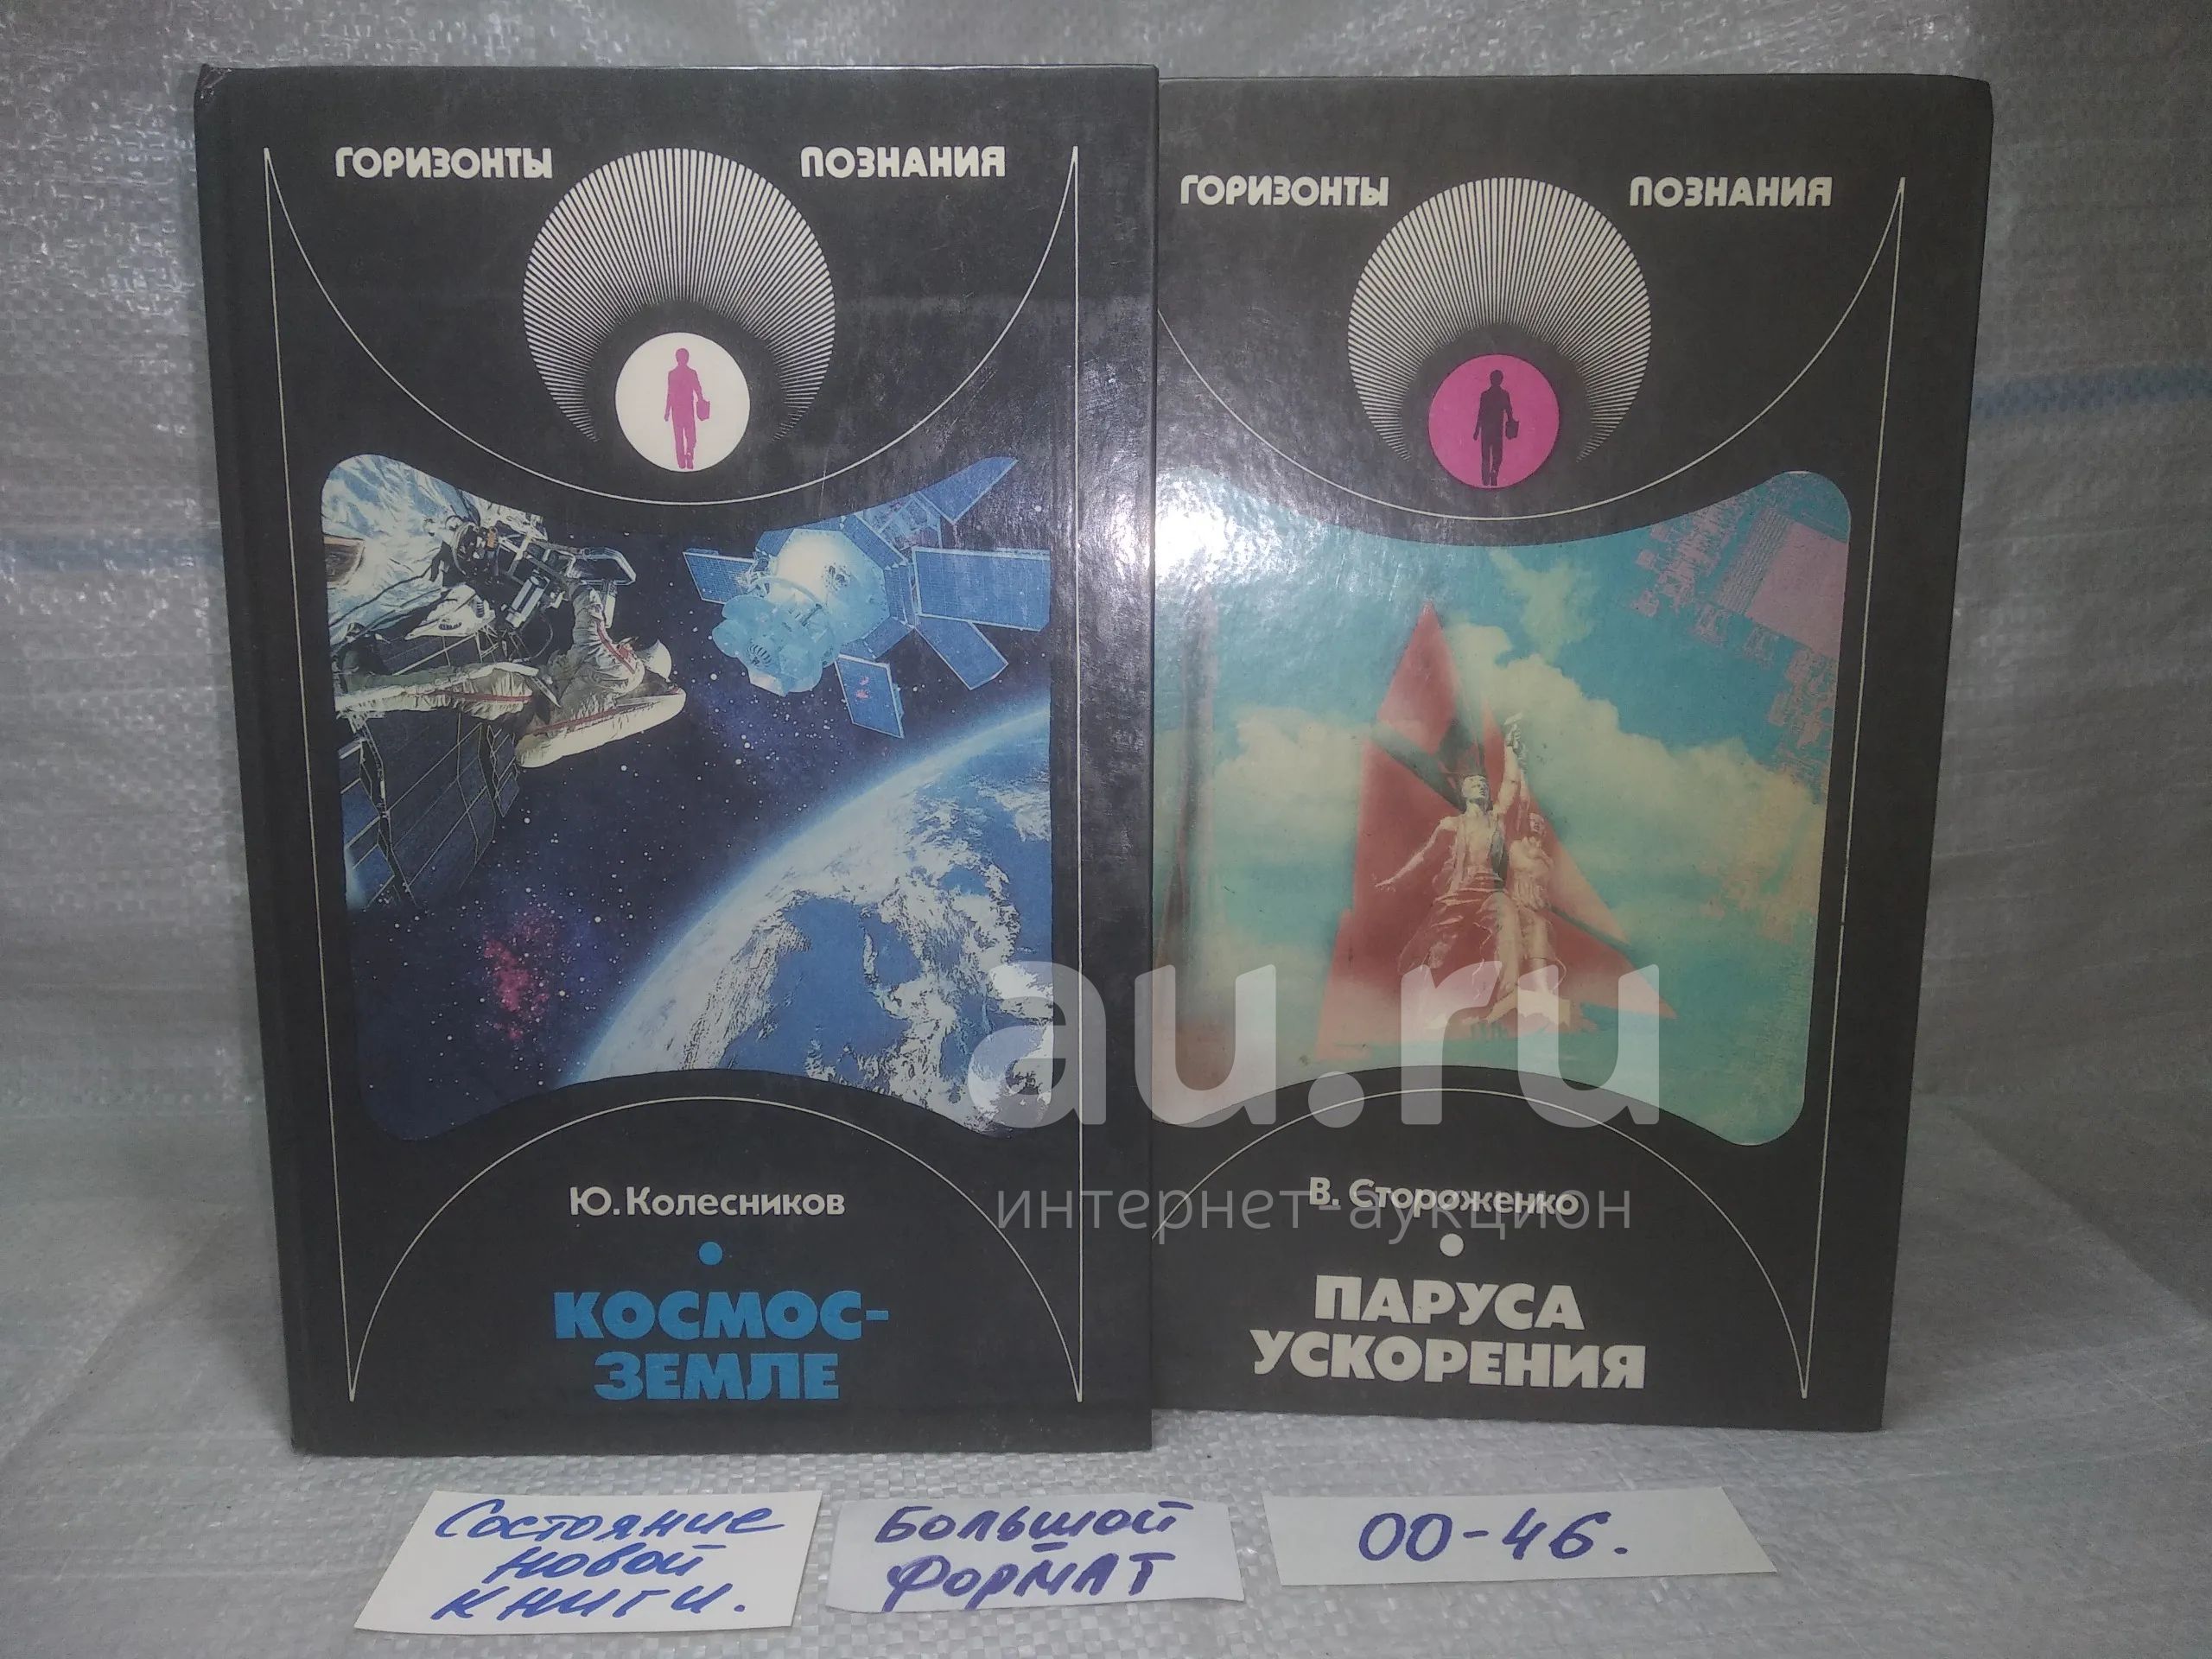 ГОРИЗОНТЫ ПОЗНАНИЯ
Ю. Колесников
КОСМОС-
ЗЕМЛЕ
ГОРИЗОНТЫ ПОЗНАНИЯ
В. Стороженко
ПАРУСА
УСКОРЕНИЯ
au.ru
интернет-аукцион
Состояние
новой
книги.
Большой
формат
00-46.